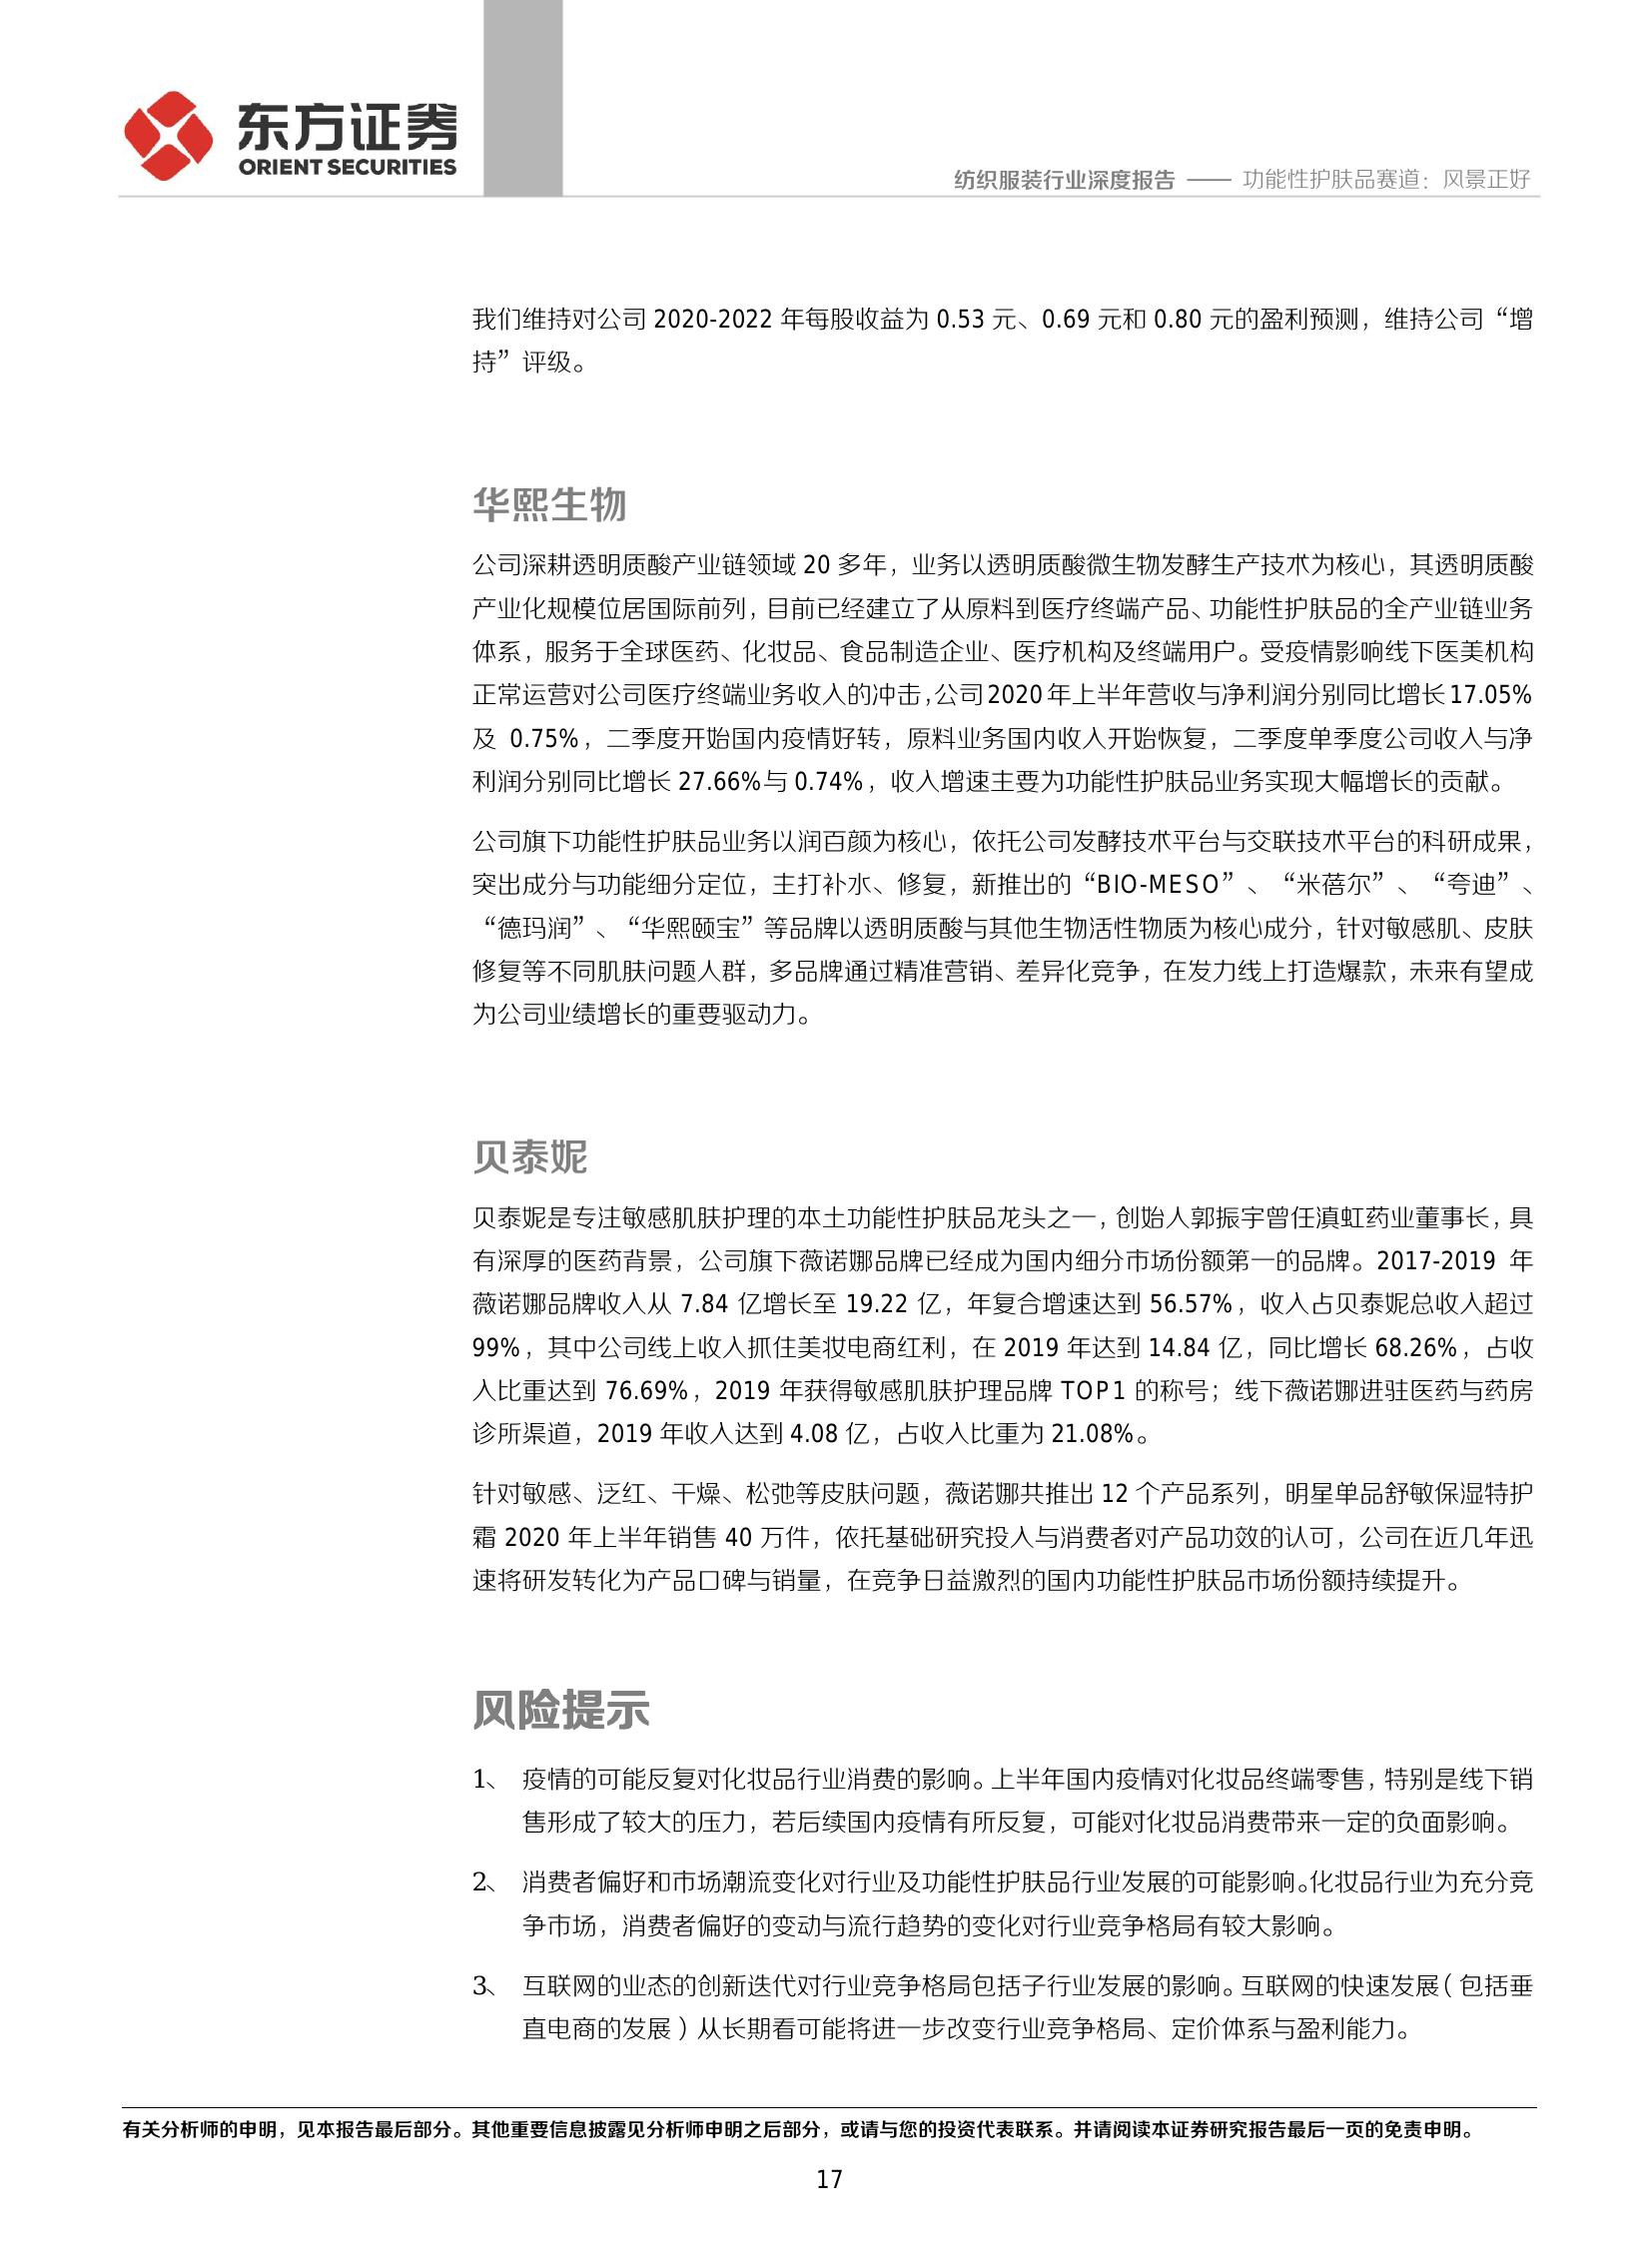 东方证券
ORIENT SECURITIES
纺织服装行业深度报告 —— 功能性护肤品赛道：风景正好
我们维持对公司 2020-2022 年每股收益为 0.53 元、0.69 元和 0.80 元的盈利预测，维持公司“增
持”评级。
华熙生物
公司深耕透明质酸产业链领域 20 多年，业务以透明质酸微生物发酵生产技术为核心，其透明质酸
产业化规模位居国际前列，目前已经建立了从原料到医疗终端产品、功能性护肤品的全产业链业务
体系，服务于全球医药、化妆品、食品制造企业、医疗机构及终端用户。受疫情影响线下医美机构
正常运营对公司医疗终端业务收入的冲击，公司 2020 年上半年营收与净利润分别同比增长 17.05%
及 0.75%，二季度开始国内疫情好转，原料业务国内收入开始恢复，二季度单季度公司收入与净
利润分别同比增长 27.66%与 0.74%，收入增速主要为功能性护肤品业务实现大幅增长的贡献。
公司旗下功能性护肤品业务以润百颜为核心，依托公司发酵技术平台与交联技术平台的科研成果，
突出成分与功能细分定位，主打补水、修复，新推出的“BIO-MESO”、“米蓓尔”、“夸迪”、
“德玛润”、“华熙颐宝”等品牌以透明质酸与其他生物活性物质为核心成分，针对敏感肌、皮肤
修复等不同肌肤问题人群，多品牌通过精准营销、差异化竞争，在发力线上打造爆款，未来有望成
为公司业绩增长的重要驱动力。
贝泰妮
贝泰妮是专注敏感肌肤护理的本土功能性护肤品龙头之一，创始人郭振宇曾任滇虹药业董事长，具
有深厚的医药背景，公司旗下薇诺娜品牌已经成为国内细分市场份额第一的品牌。2017-2019 年
薇诺娜品牌收入从 7.84 亿增长至 19.22 亿，年复合增速达到 56.57%，收入占贝泰妮总收入超过
99%，其中公司线上收入抓住美妆电商红利，在 2019 年达到 14.84 亿，同比增长 68.26%，占收
入比重达到 76.69%，2019 年获得敏感肌肤护理品牌 TOP1 的称号；线下薇诺娜进驻医药与药房
诊所渠道，2019 年收入达到 4.08 亿，占收入比重为 21.08%。
针对敏感、泛红、干燥、松弛等皮肤问题，薇诺娜共推出 12 个产品系列，明星单品舒敏保湿特护
霜 2020 年上半年销售 40 万件，依托基础研究投入与消费者对产品功效的认可，公司在近几年迅
速将研发转化为产品口碑与销量，在竞争日益激烈的国内功能性护肤品市场份额持续提升。
风险提示
1、 疫情的可能反复对化妆品行业消费的影响。上半年国内疫情对化妆品终端零售，特别是线下销
售形成了较大的压力，若后续国内疫情有所反复，可能对化妆品消费带来一定的负面影响。
2、 消费者偏好和市场潮流变化对行业及功能性护肤品行业发展的可能影响。化妆品行业为充分竞
争市场，消费者偏好的变动与流行趋势的变化对行业竞争格局有较大影响。
3、 互联网的业态的创新迭代对行业竞争格局包括子行业发展的影响。互联网的快速发展（包括垂
直电商的发展）从长期看可能将进一步改变行业竞争格局、定价体系与盈利能力。
有关分析师的申明，见本报告最后部分。其他重要信息披露见分析师申明之后部分，或请与您的投资代表联系。并请阅读本证券研究报告最后一页的免责申明。
17